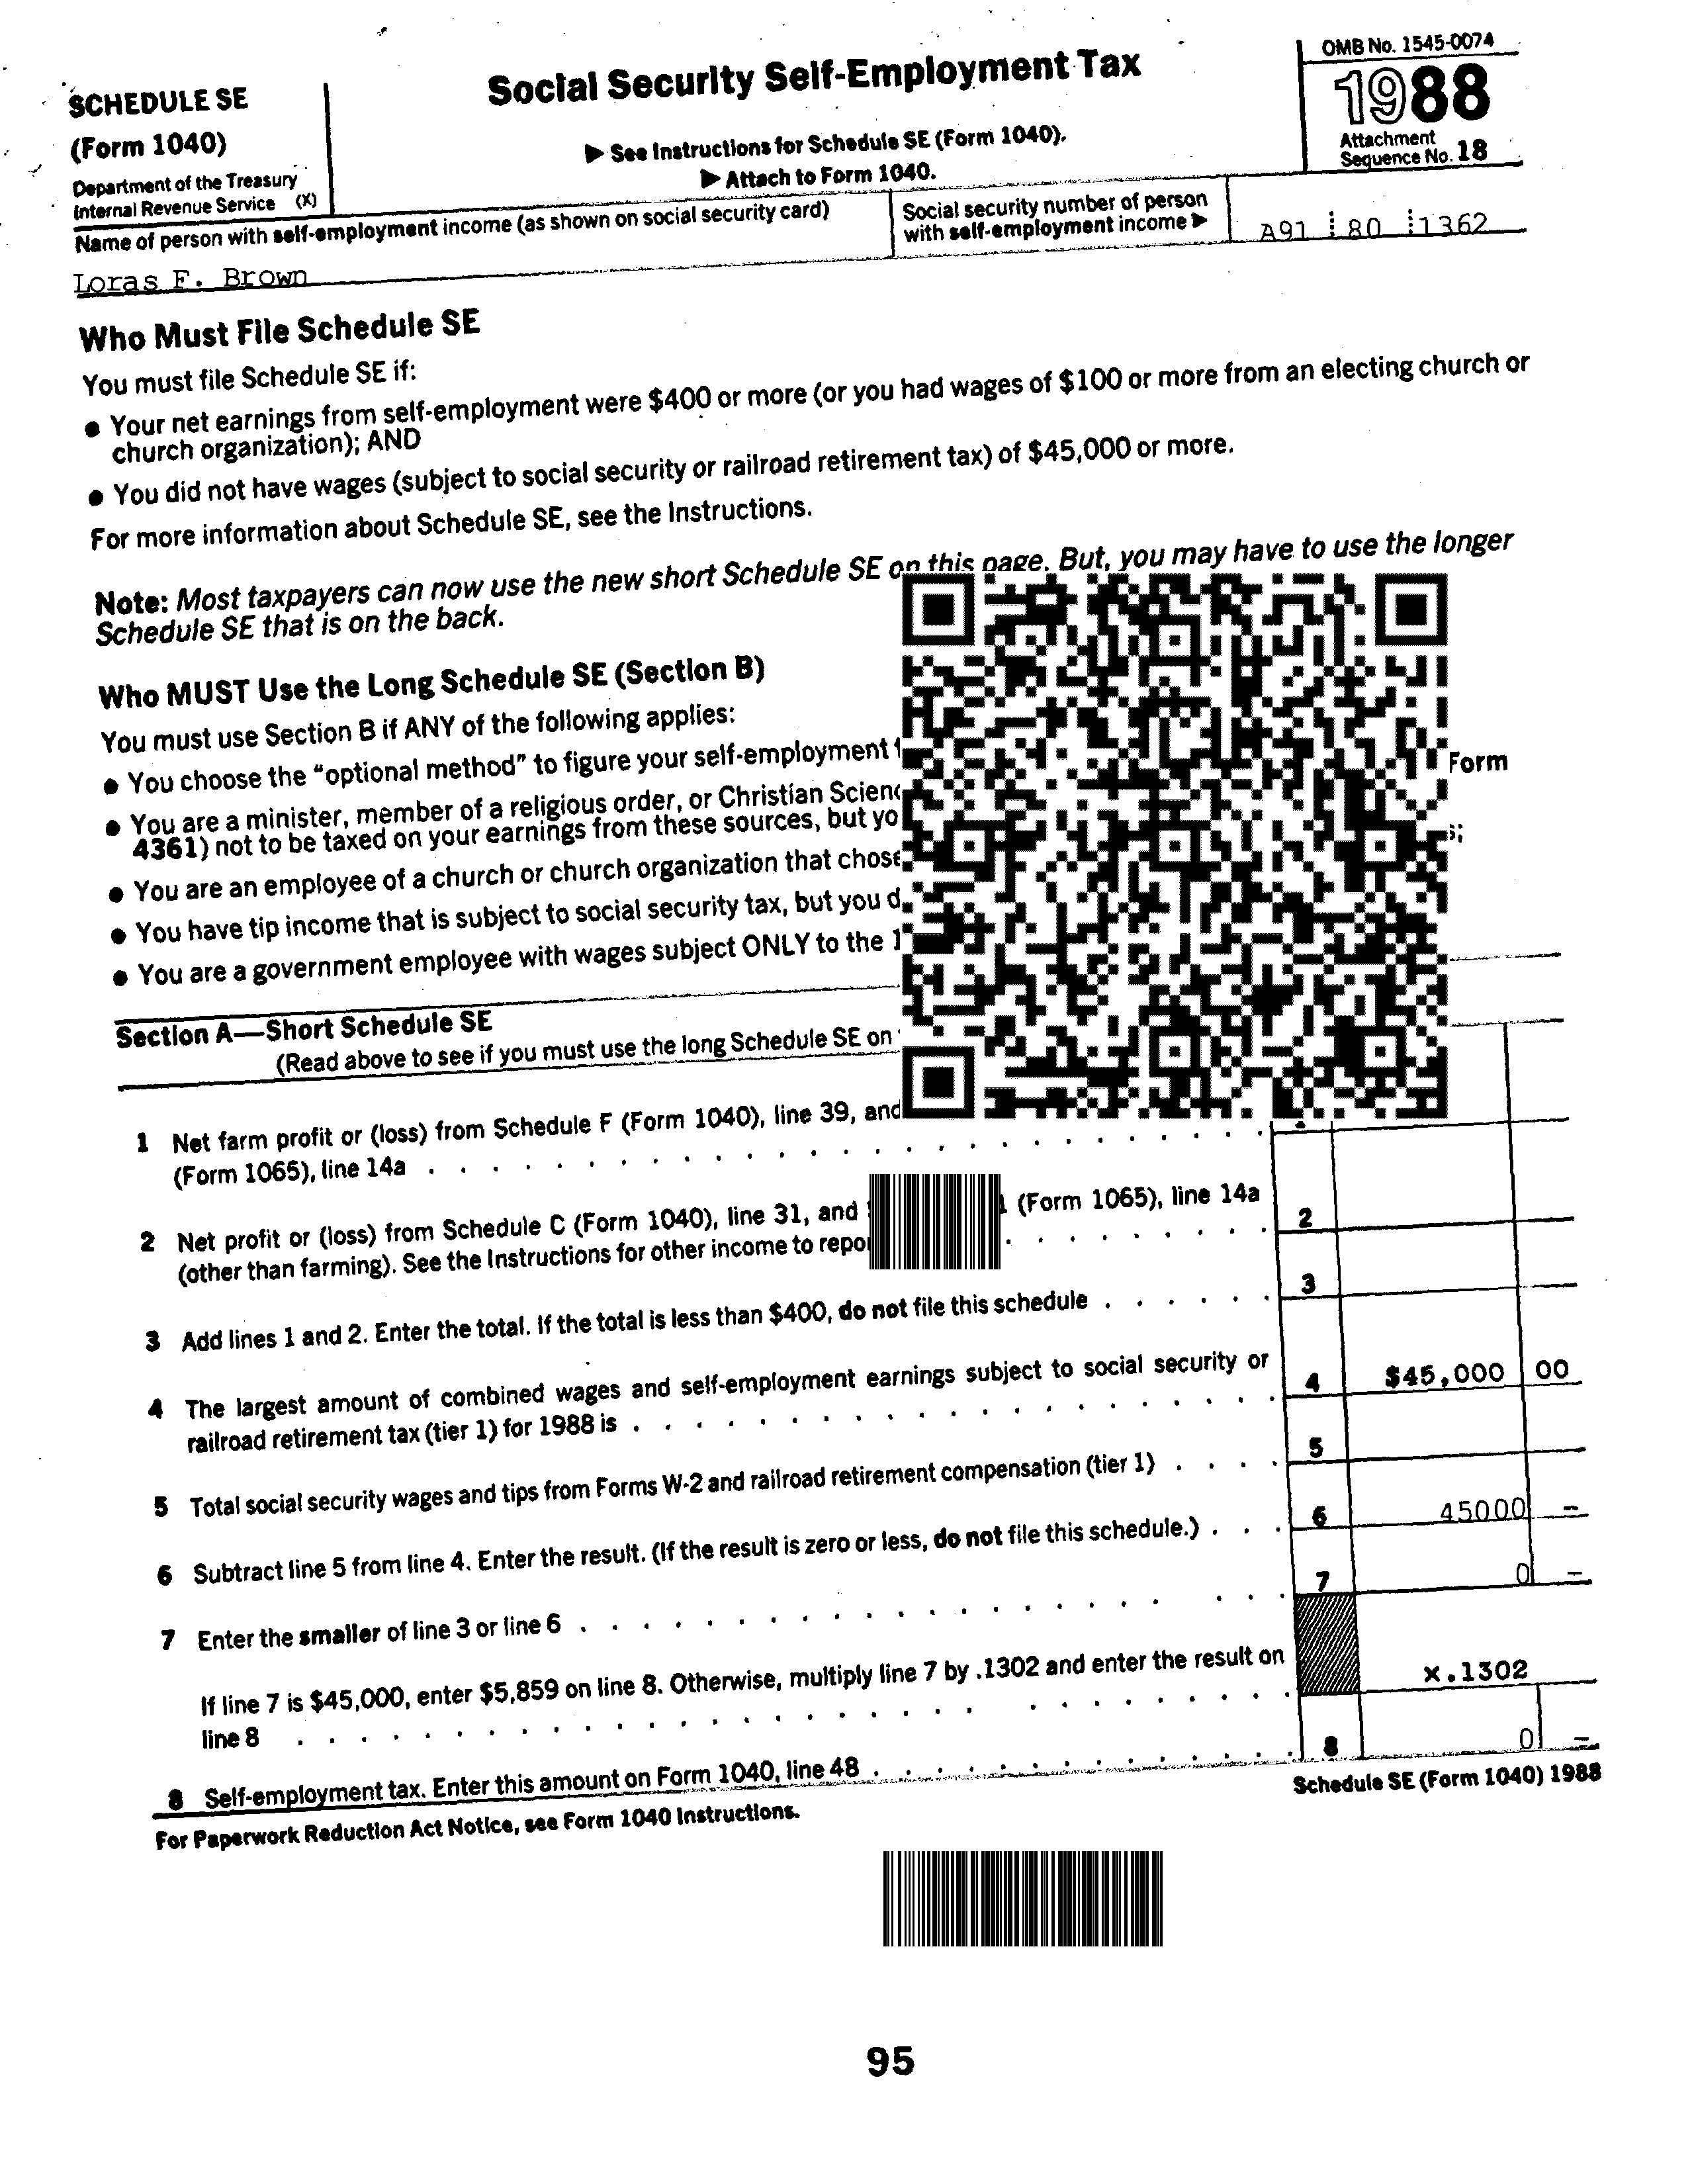 OMB No. 1545-0074
SCHEDULE SE
(Form 1040)
Department of the Treasury
Internal Revenue Service (X)
Social Security Self-Employment Tax
▶ See Instructions for Schedule SE (Form 1040).
▶ Attach to Form 1040.
1988
Attachment
Sequence No. 18
Name of person with self-employment income (as shown on social security card)
Loras F. Brown
Social security number of person
with self-employment income ▶
A91 80 1362
Who Must File Schedule SE
You must file Schedule SE if:
● Your net earnings from self-employment were $400 or more (or you had wages of $100 or more from an electing church or
church organization); AND
● You did not have wages (subject to social security or railroad retirement tax) of $45,000 or more.
For more information about Schedule SE, see the Instructions.
Note: Most taxpayers can now use the new short Schedule SE on this page. But, you may have to use the longer
Schedule SE that is on the back.
Who MUST Use the Long Schedule SE (Section B)
You must use Section B if ANY of the following applies:
● You choose the "optional method" to figure your self-employment
● You are a minister, member of a religious order, or Christian Form
4361) not to be taxed on your earnings from these sources, but
● You are an employee of a church or church organization that
● You have tip income that is subject to social security tax, but you
● You are a government employee with wages subject ONLY to the
Section A—Short Schedule SE
(Read above to see if you must use the long Schedule SE on
1 Net farm profit or (loss) from Schedule F (Form 1040), line 39, and
(Form 1065), line 14a
2 Net profit or (loss) from Schedule C (Form 1040), line 31, and (Form 1065), line 14a
(other than farming). See the Instructions for other income to 2
3 Add lines 1 and 2. Enter the total. If the total is less than $400, do not file this schedule 3
4 The largest amount of combined wages and self-employment earnings subject to social security or
railroad retirement tax (tier 1) for 1988 is 4 $45,000 00
5 Total social security wages and tips from Forms W-2 and railroad retirement compensation (tier 1) 5
6 Subtract line 5 from line 4. Enter the result. (If the result is zero or less, do not file this schedule.) 6 45000 –
7 Enter the smaller of line 3 or line 6 7 0 –
If line 7 is $45,000, enter $5,859 on line 8. Otherwise, multiply line 7 by .1302 and enter the result on
line 8 x.1302
8 Self-employment tax. Enter this amount on Form 1040, line 48 8 0 –
For Paperwork Reduction Act Notice, see Form 1040 Instructions.
Schedule SE (Form 1040) 1988
95